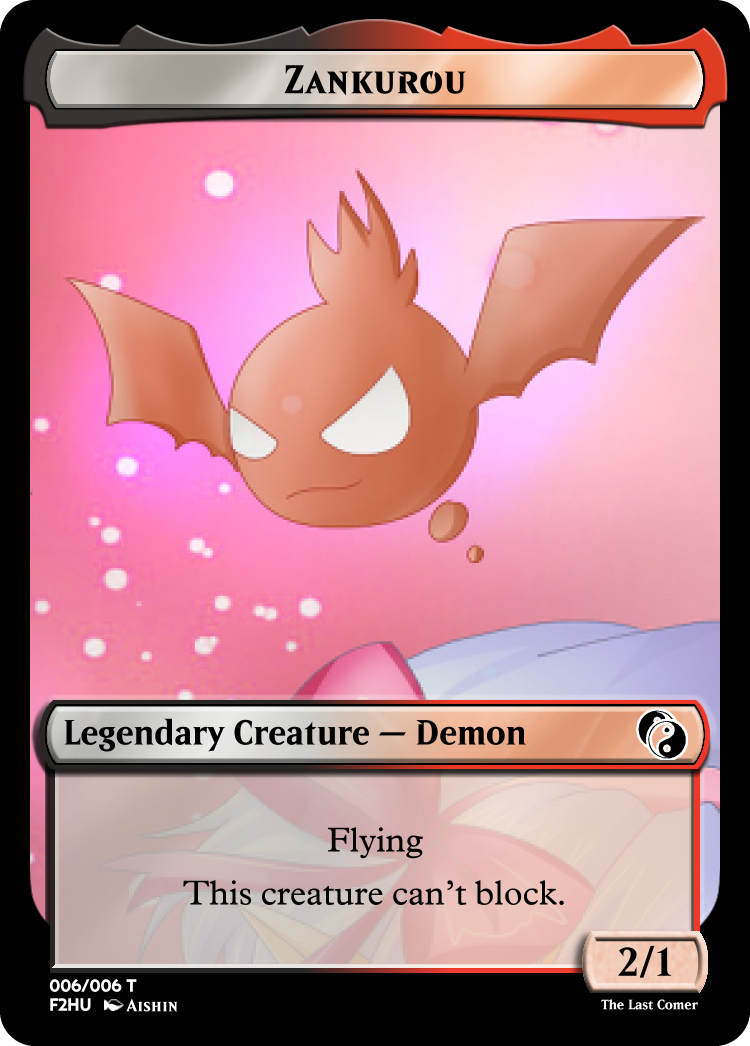 Zankurou
Legendary Creature — Demon
Flying
This creature can't block.
2/1
006/006 T
F2HU Aishin
The Last Comer